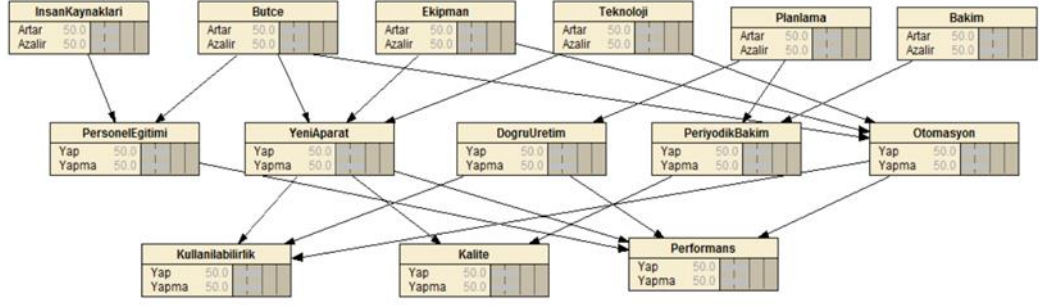 InsanKaynaklari
Artar 50.0
Azalir 50.0
Butce
Artar 50.0
Azalir 50.0
Ekipman
Artar 50.0
Azalir 50.0
Teknoloji
Artar 50.0
Azalir 50.0
Planlama
Artar 50.0
Azalir 50.0
Bakim
Artar 50.0
Azalir 50.0
PersonelEgitimi
Yap 50.0
Yapma 50.0
YeniAparat
Yap 50.0
Yapma 50.0
DogruUretim
Yap 50.0
Yapma 50.0
PeriyodikBakim
Yap 50.0
Yapma 50.0
Otomasyon
Yap 50.0
Yapma 50.0
Kullanilabilirlik
Yap 50.0
Yapma 50.0
Kalite
Yap 50.0
Yapma 50.0
Performans
Yap 50.0
Yapma 50.0